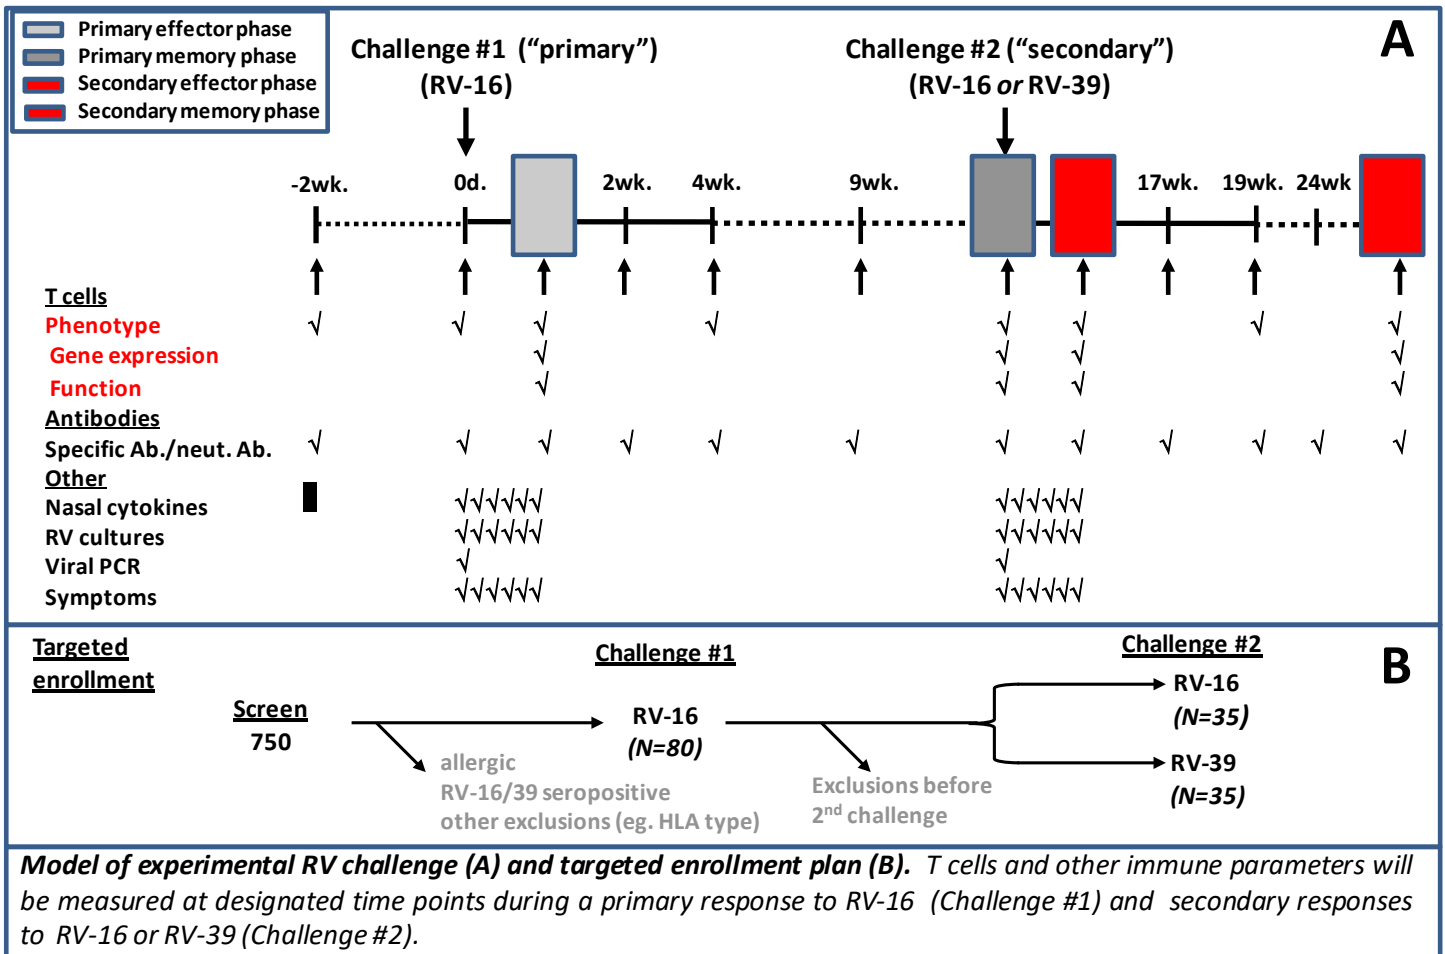 Primary effector phase
Primary memory phase
Secondary effector phase
Secondary memory phase
A
Challenge #1 (“primary”)
(RV-16)
Challenge #2 (“secondary”)
(RV-16 or RV-39)
-2wk. 0d. 2wk. 4wk. 9wk. 17wk. 19wk. 24wk
T cells
Phenotype √ √ √ √ √ √ √ √
Gene expression √ √ √ √
Function √ √ √ √
Antibodies
Specific Ab./neut. Ab. √ √ √ √ √ √ √ √ √ √ √ √
Other
Nasal cytokines √√√√√√ √√√√√√
RV cultures √√√√√√ √√√√√√
Viral PCR √ √
Symptoms √√√√√√ √√√√√√
B
Targeted
enrollment
Screen
750
allergic
RV-16/39 seropositive
other exclusions (eg. HLA type)
Challenge #1
RV-16
(N=80)
Exclusions before
2nd challenge
Challenge #2
RV-16
(N=35)
RV-39
(N=35)
Model of experimental RV challenge (A) and targeted enrollment plan (B). T cells and other immune parameters will
be measured at designated time points during a primary response to RV-16 (Challenge #1) and secondary responses
to RV-16 or RV-39 (Challenge #2).